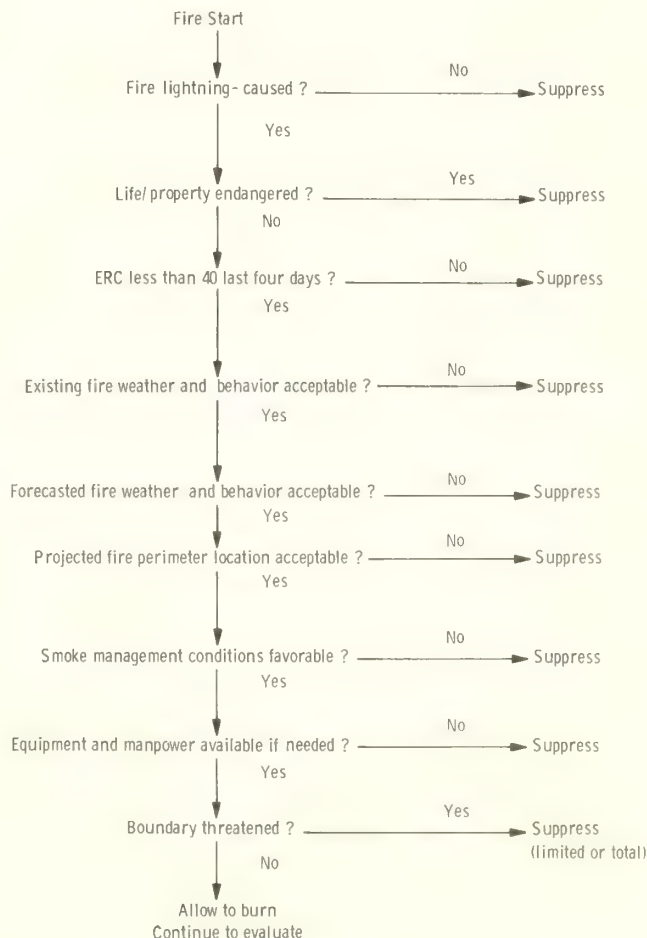 Fire Start
Fire lightning-caused ? No Suppress
Yes
Life/property endangered ? Yes Suppress
No
ERC less than 40 last four days ? No Suppress
Yes
Existing fire weather and behavior acceptable ? No Suppress
Yes
Forecasted fire weather and behavior acceptable ? No Suppress
Yes
Projected fire perimeter location acceptable ? No Suppress
Yes
Smoke management conditions favorable ? No Suppress
Yes
Equipment and manpower available if needed ? No Suppress
Yes
Boundary threatened ? Yes Suppress
(limited or total)
No
Allow to burn
Continue to evaluate